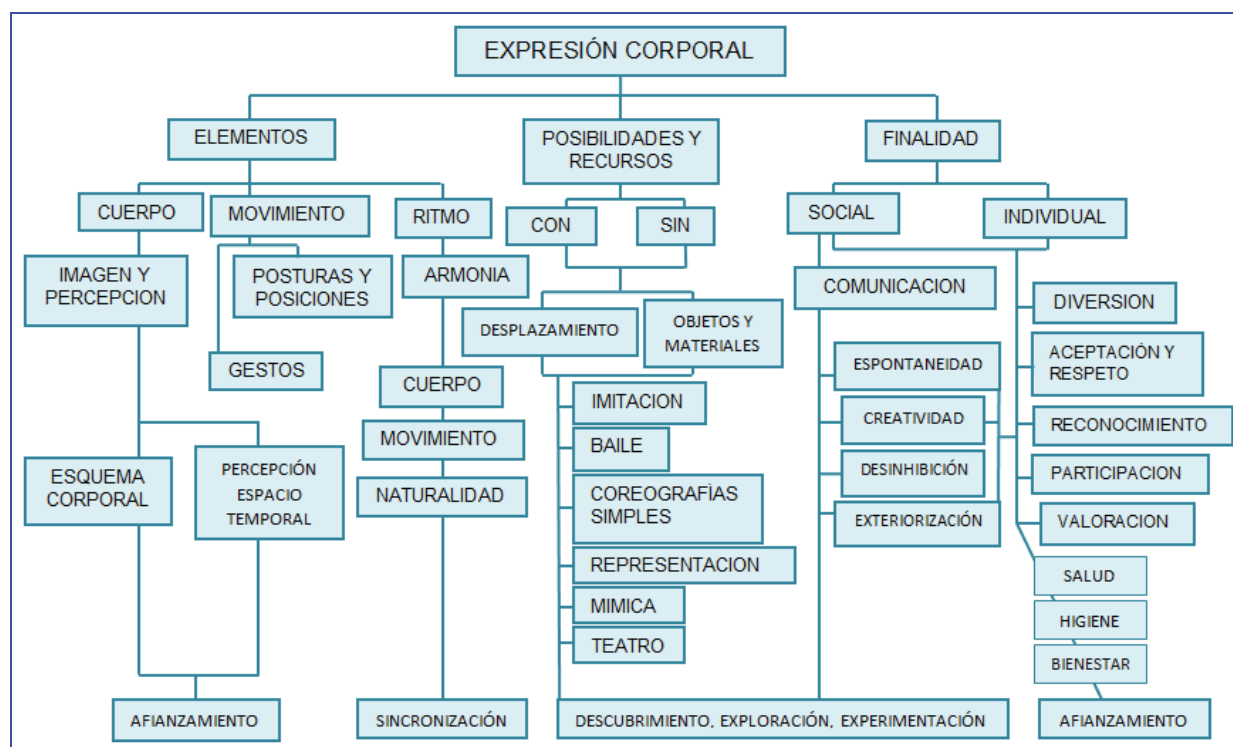 EXPRESIÓN CORPORAL
ELEMENTOS
POSIBILIDADES Y
RECURSOS
FINALIDAD
CUERPO
MOVIMIENTO
RITMO
CON
SIN
SOCIAL
INDIVIDUAL
IMAGEN Y
PERCEPCION
POSTURAS Y
POSICIONES
ARMONIA
GESTOS
DESPLAZAMIENTO
OBJETOS Y
MATERIALES
COMUNICACION
DIVERSION
ACEPTACIÓN Y
RESPETO
RECONOCIMIENTO
PARTICIPACION
VALORACION
ESPONTANEIDAD
CREATIVIDAD
DESINHIBICIÓN
EXTERIORIZACIÓN
CUERPO
MOVIMIENTO
NATURALIDAD
IMITACION
BAILE
COREOGRAFÌAS
SIMPLES
REPRESENTACION
MIMICA
TEATRO
ESQUEMA
CORPORAL
PERCEPCIÓN
ESPACIO
TEMPORAL
SALUD
HIGIENE
BIENESTAR
AFIANZAMIENTO
SINCRONIZACIÓN
DESCUBRIMIENTO, EXPLORACIÓN, EXPERIMENTACIÓN
AFIANZAMIENTO